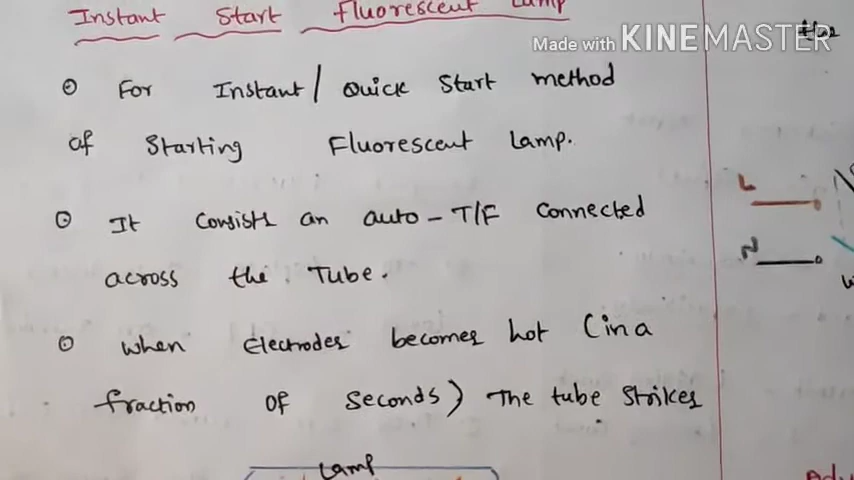 Instant Start Fluorescent Lamp
Made with KINEMASTER
the
⊙ For Instant/ Quick Start method
of Starting Fluorescent Lamp.
⊙ It Consists an auto-T/F Connected
across the Tube.
⊙ when Electrodes becomes hot (in a
fraction of Seconds) The tube Strikes
Lamp
L
N